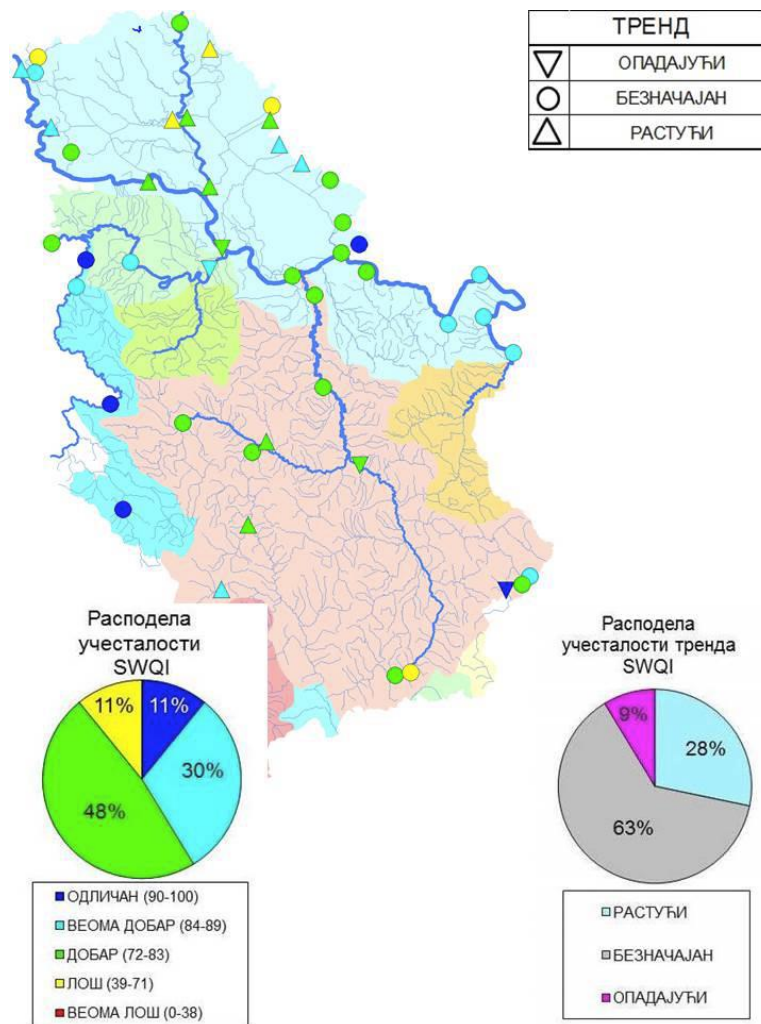 ТРЕНД
ОПАДАЈУЋИ
БЕЗНАЧАЈАН
РАСТУЋИ
Расподела
учесталости
SWQI
11%
11%
30%
48%
ОДЛИЧАН (90-100)
ВЕОМА ДОБАР (84-89)
ДОБАР (72-83)
ЛОШ (39-71)
ВЕОМА ЛОШ (0-38)
Расподела
учесталости тренда
SWQI
9%
28%
63%
РАСТУЋИ
БЕЗНАЧАЈАН
ОПАДАЈУЋИ